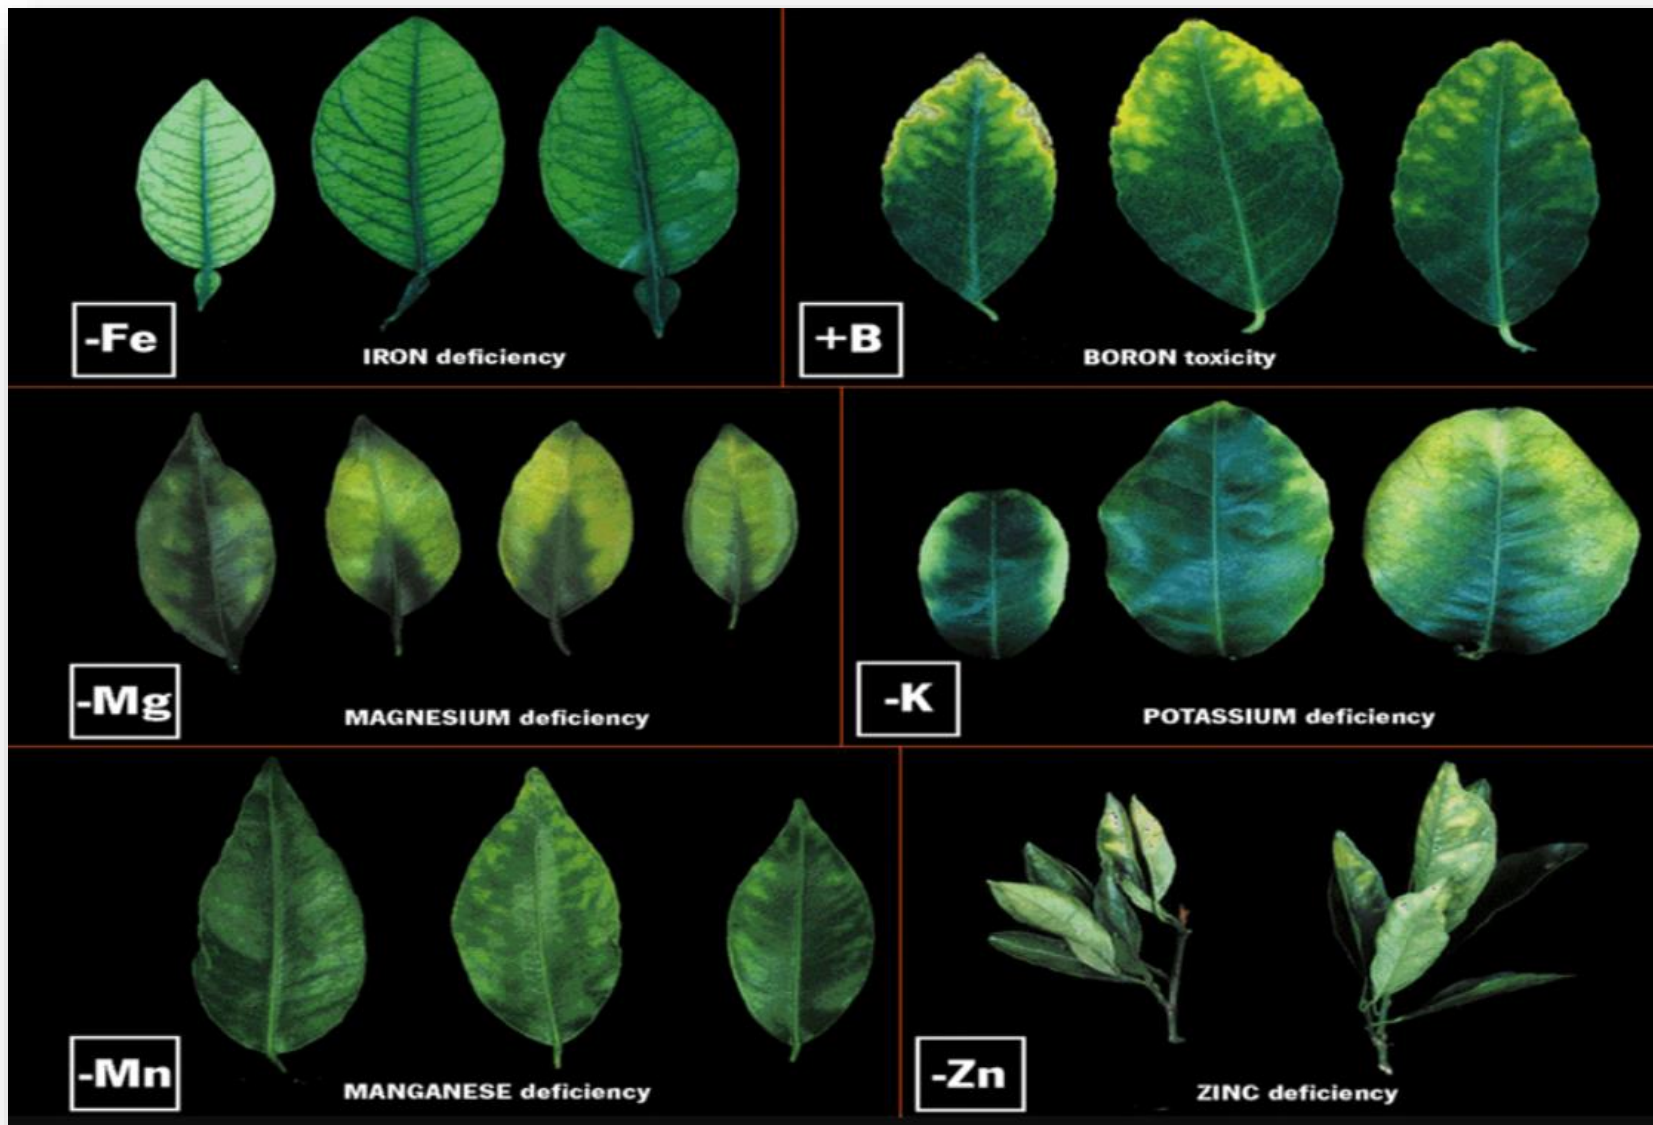 -Fe
IRON deficiency
+B
BORON toxicity
-Mg
MAGNESIUM deficiency
-K
POTASSIUM deficiency
-Mn
MANGANESE deficiency
-Zn
ZINC deficiency